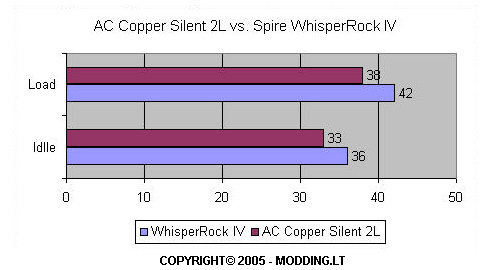 AC Copper Silent 2L vs. Spire WhisperRock IV
Load
38
42
Idlle
33
36
0 10 20 30 40 50
WhisperRock IV AC Copper Silent 2L
COPYRIGHT© 2005 - MODDING.LT